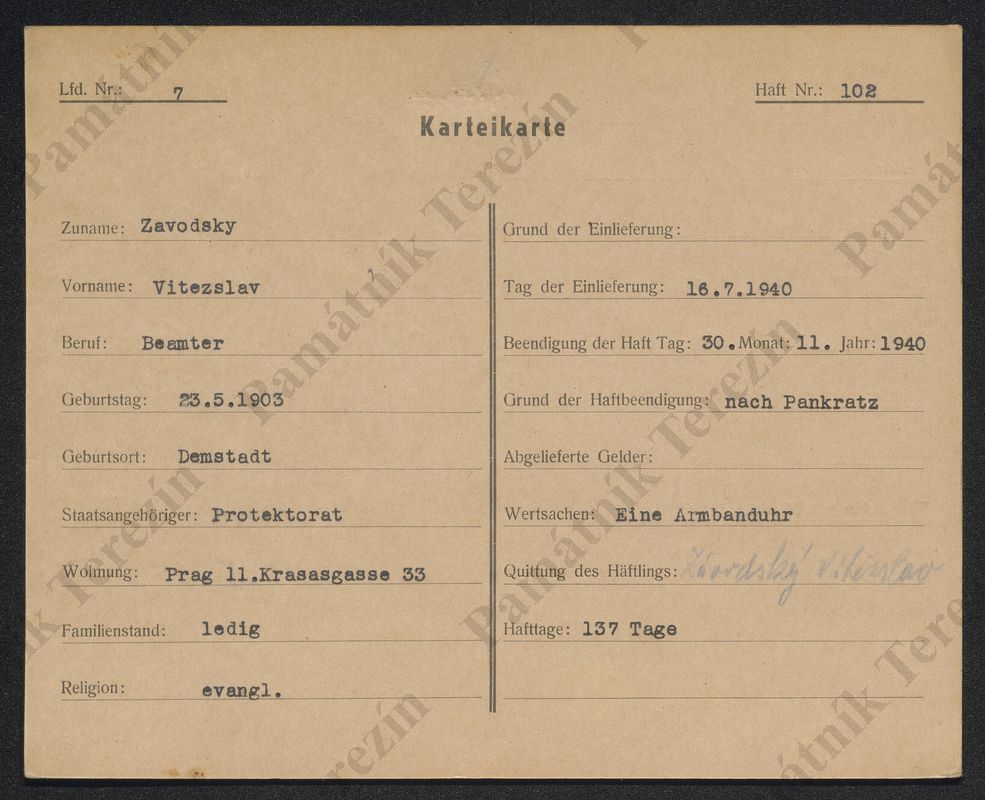 Lfd. Nr.: 7
Haft Nr.: 102
Karteikarte
Zuname: Zavodsky
Vorname: Vitezslav
Beruf: Beamter
Geburtstag: 23.5.1903
Geburtsort: Demstadt
Staatsangehöriger: Protektorat
Wohnung: Prag 11.Krasasgasse 33
Familienstand: ledig
Religion: evangl.
Grund der Einlieferung:
Tag der Einlieferung: 16.7.1940
Beendigung der Haft Tag: 30. Monat: 11. Jahr: 1940
Grund der Haftbeendigung: nach Pankratz
Abgelieferte Gelder:
Wertsachen: Eine Armbanduhr
Quittung des Häftlings: Závodský Vítězslav
Hafttage: 137 Tage
Památník Terezín